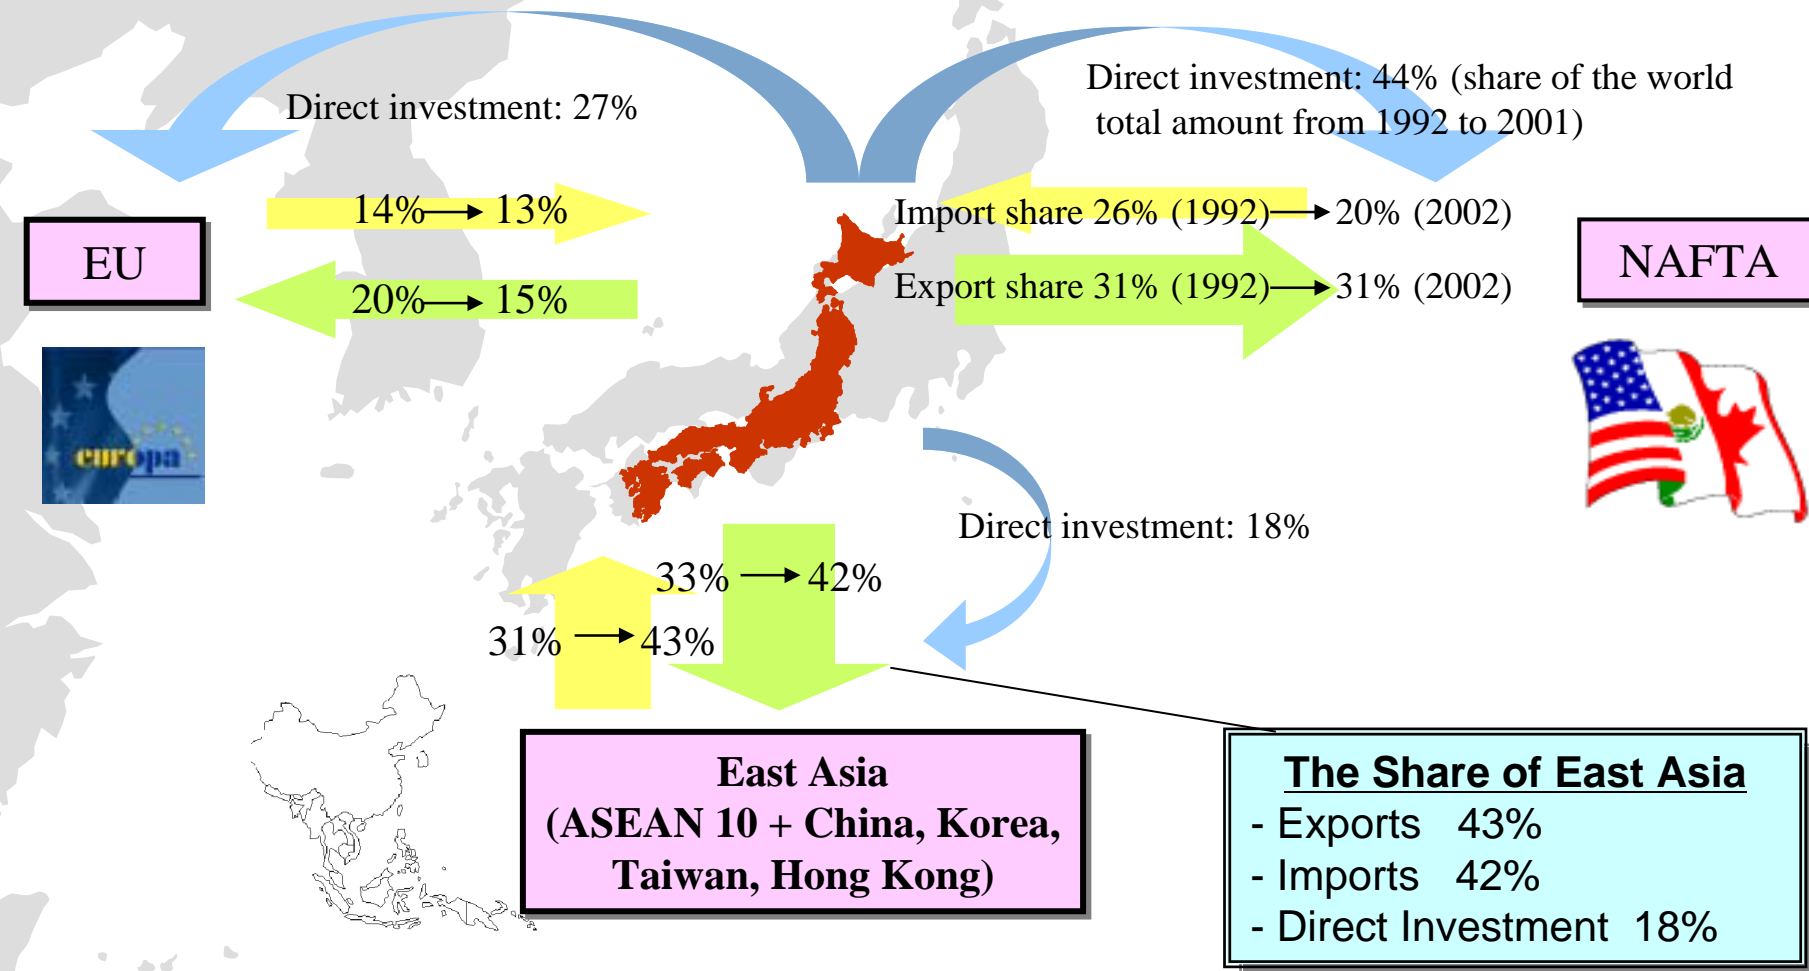 Direct investment: 27%
Direct investment: 44% (share of the world
total amount from 1992 to 2001)
14% → 13%
Import share 26% (1992) → 20% (2002)
EU
NAFTA
20% → 15%
Export share 31% (1992) → 31% (2002)
europa
Direct investment: 18%
33% → 42%
31% → 43%
East Asia
(ASEAN 10 + China, Korea,
Taiwan, Hong Kong)
The Share of East Asia
- Exports 43%
- Imports 42%
- Direct Investment 18%